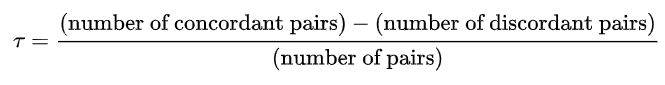 τ = (number of concordant pairs) − (number of discordant pairs)
(number of pairs)